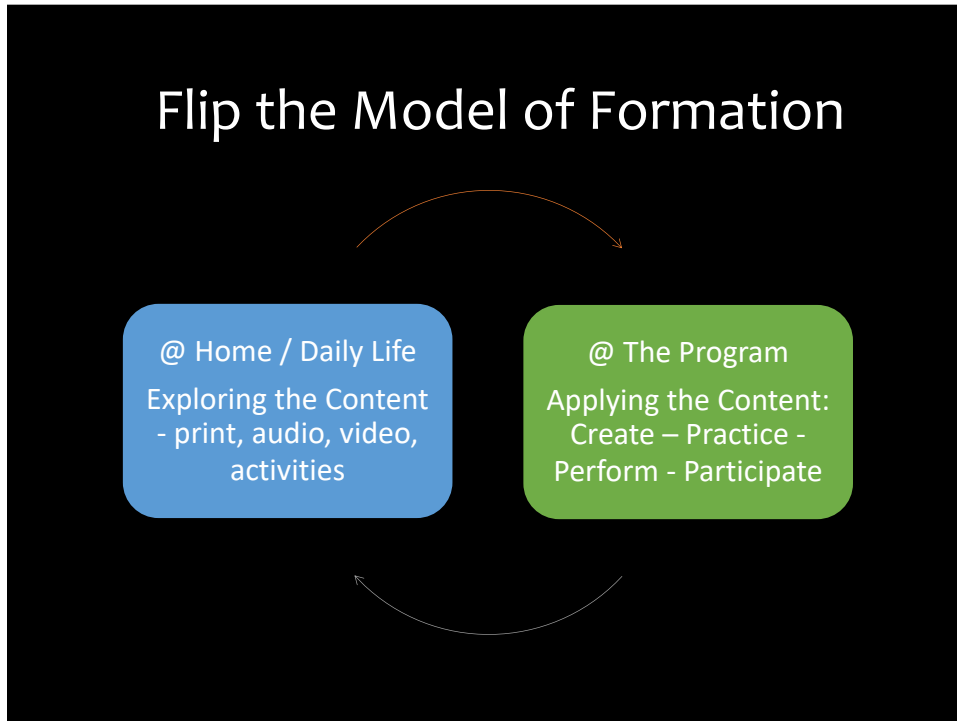 Flip the Model of Formation
@ Home / Daily Life
Exploring the Content
- print, audio, video,
activities
@ The Program
Applying the Content:
Create – Practice -
Perform - Participate